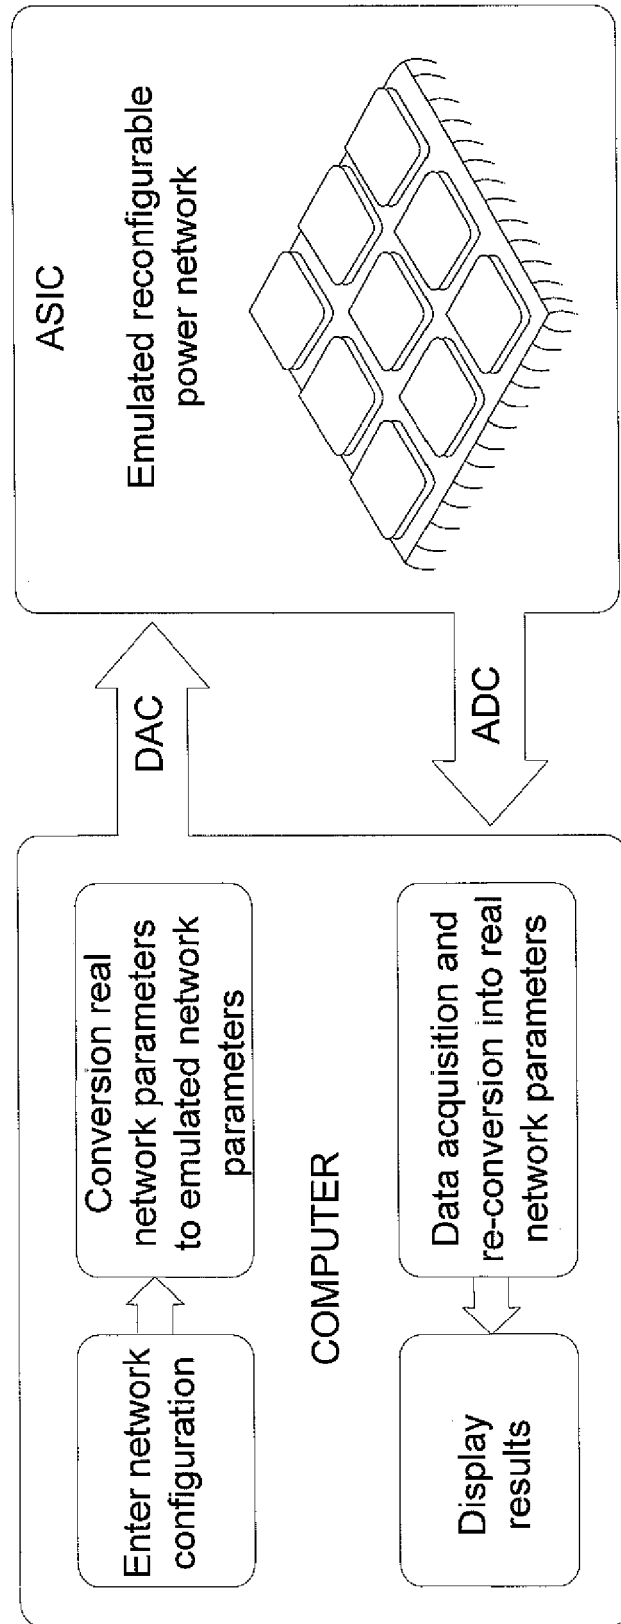 Enter network
configuration
Conversion real
network parameters
to emulated network
parameters
COMPUTER
Display
results
Data acquisition and
re-conversion into real
network parameters
DAC
ADC
ASIC
Emulated reconfigurable
power network